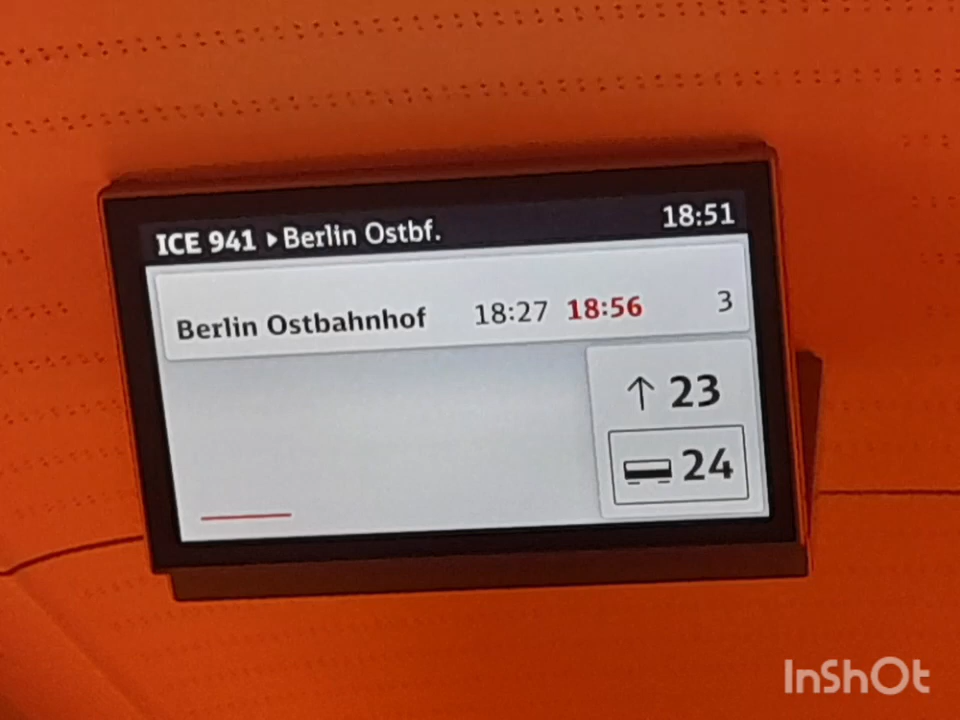 ICE 941 ▸ Berlin Ostbf. 18:51
Berlin Ostbahnhof 18:27 18:56 3
↑ 23
24
InShOt